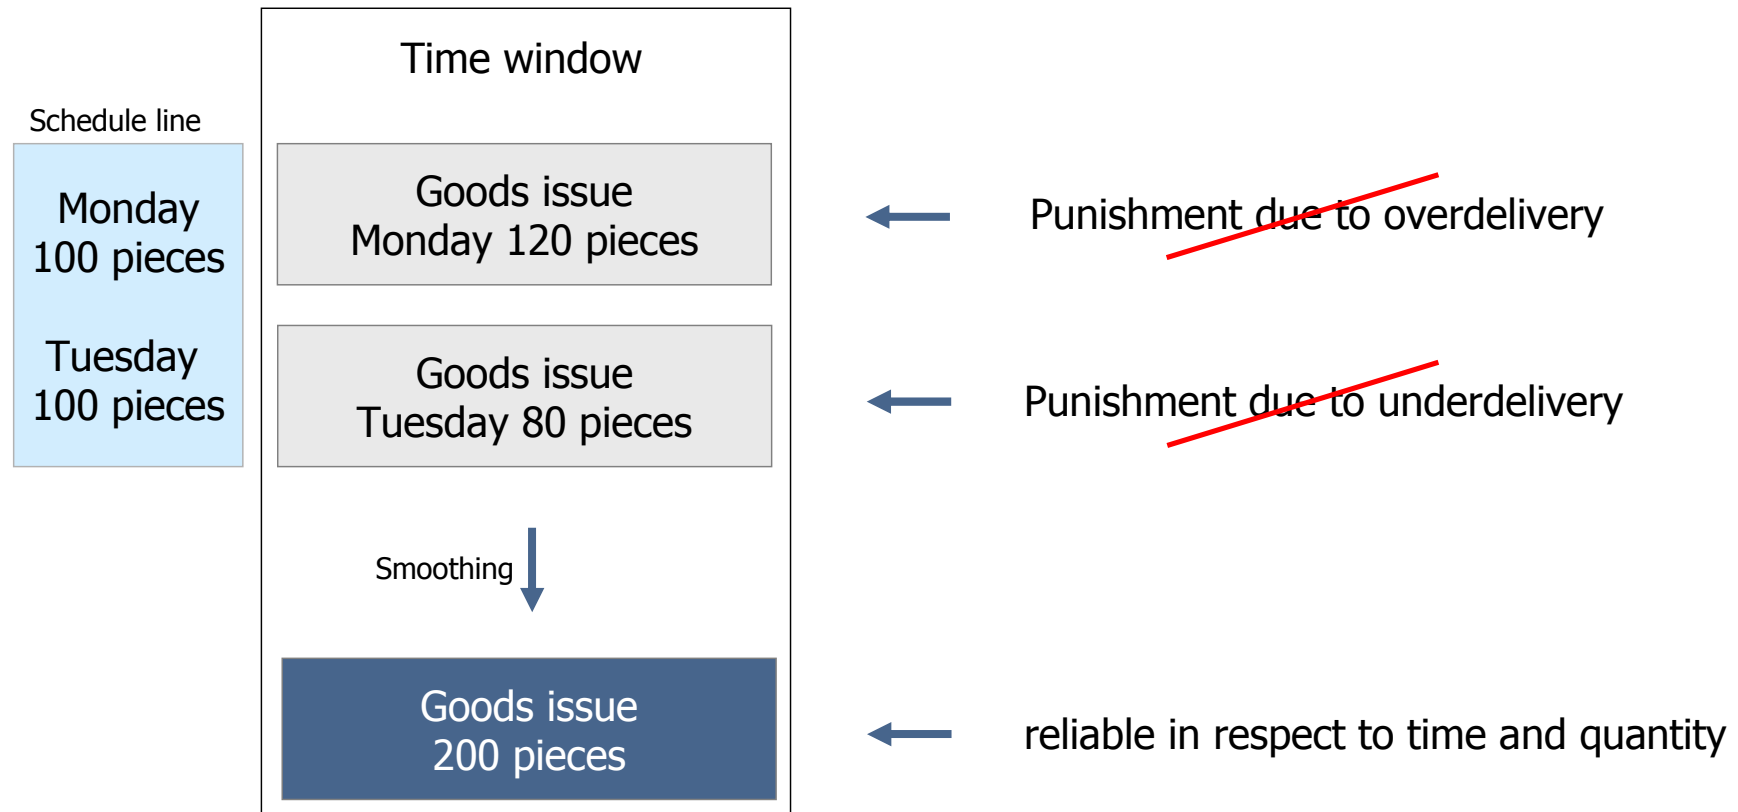 Time window
Schedule line
Monday
100 pieces
Tuesday
100 pieces
Goods issue
Monday 120 pieces
Punishment due to overdelivery
Goods issue
Tuesday 80 pieces
Punishment due to underdelivery
Smoothing
Goods issue
200 pieces
reliable in respect to time and quantity